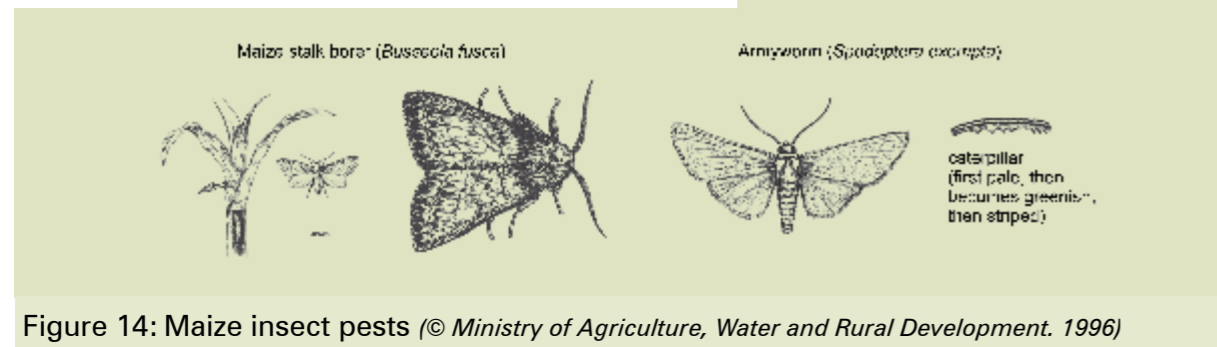 Maize stalk borer (Busseola fusca)
Armyworm (Spodoptera exempta)
caterpillar
(first pale, then
becomes greenish,
then striped)
Figure 14: Maize insect pests (© Ministry of Agriculture, Water and Rural Development. 1996)